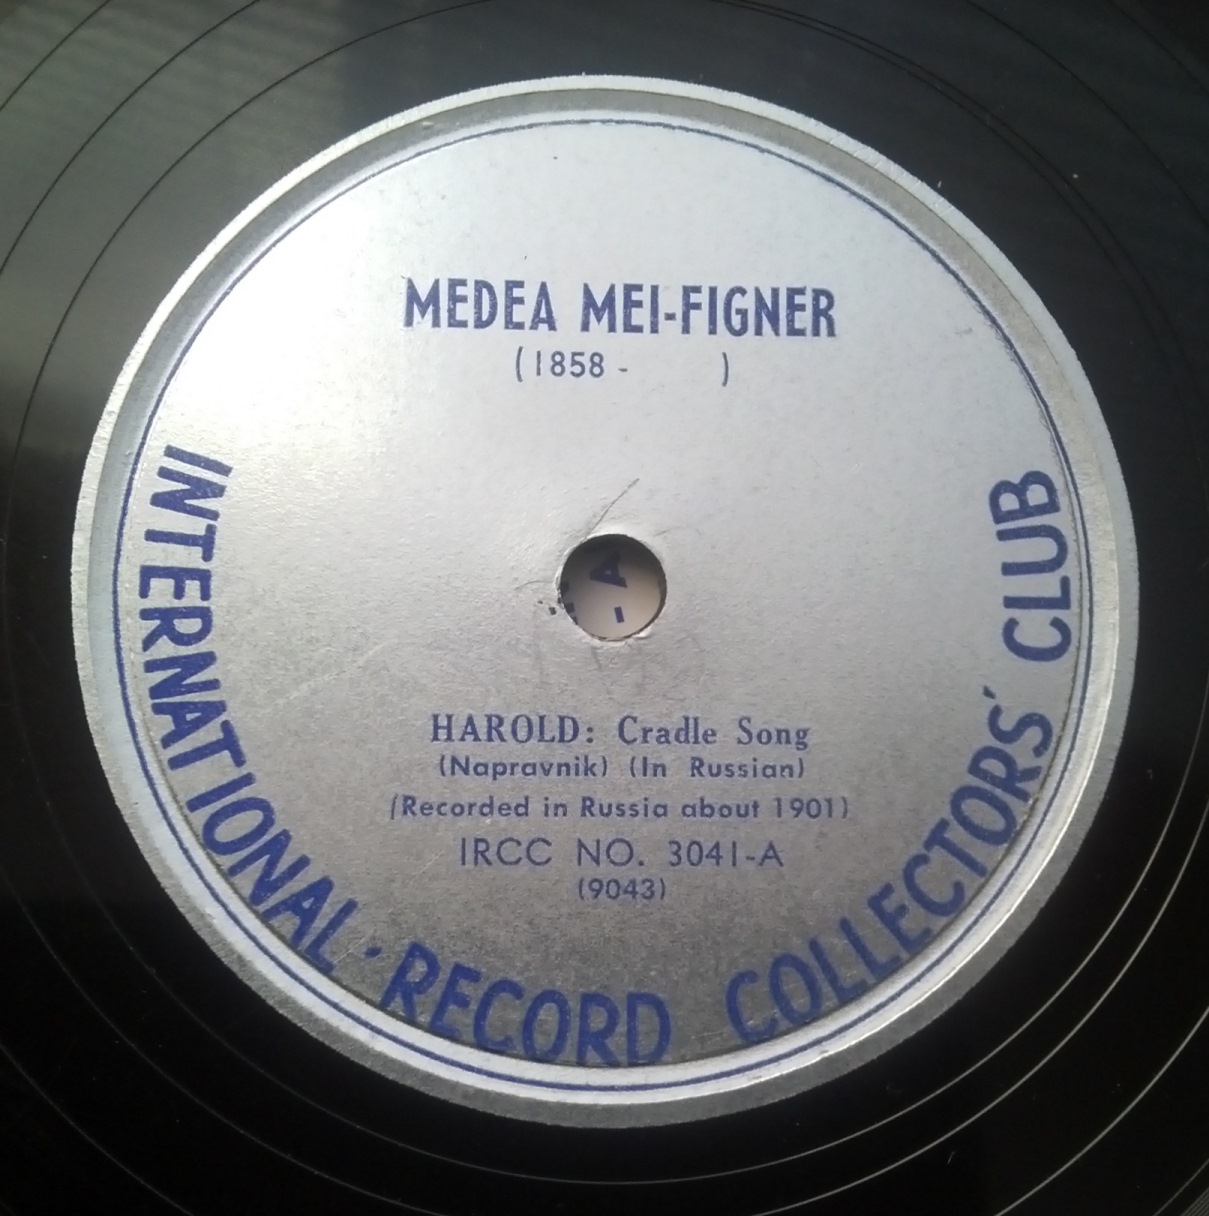 MEDEA MEI-FIGNER
(1858 - )
HAROLD: Cradle Song
(Napravnik) (In Russian)
(Recorded in Russia about 1901)
IRCC NO. 3041-A
(9043)
INTERNATIONAL · RECORD COLLECTORS' CLUB
-A